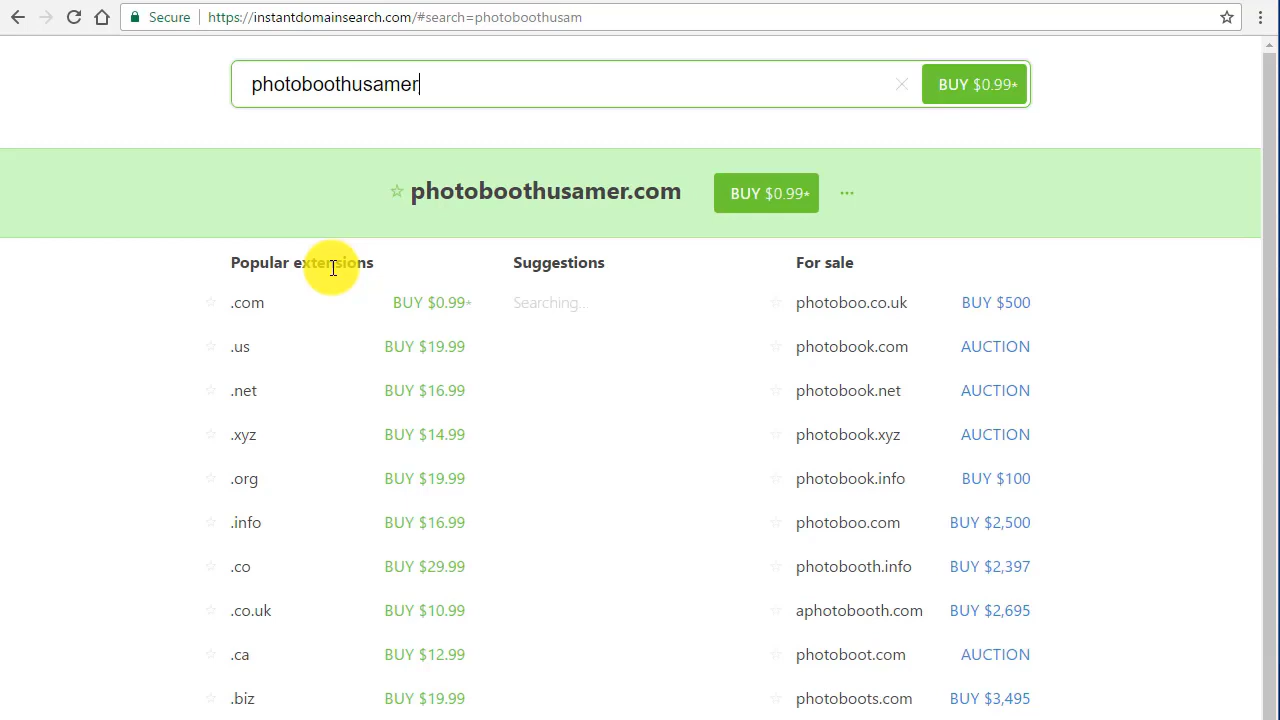 Secure https://instantdomainsearch.com/#search=photoboothusam
photoboothusamer BUY $0.99*
photoboothusamer.com BUY $0.99* ...
Popular extensions Suggestions For sale
.com BUY $0.99* Searching... photoboo.co.uk BUY $500
.us BUY $19.99 photobook.com AUCTION
.net BUY $16.99 photobook.net AUCTION
.xyz BUY $14.99 photobook.xyz AUCTION
.org BUY $19.99 photobook.info BUY $100
.info BUY $16.99 photoboo.com BUY $2,500
.co BUY $29.99 photobooth.info BUY $2,397
.co.uk BUY $10.99 aphotobooth.com BUY $2,695
.ca BUY $12.99 photoboot.com AUCTION
.biz BUY $19.99 photoboots.com BUY $3,495